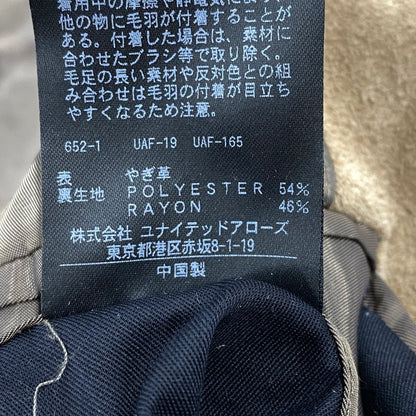 着用中の摩擦や静電気により
他の物に毛羽が付着することが
ある。付着した場合は、素材に
合わせたブラシ等で取り除く。
毛足の長い素材や反対色との組
み合わせは毛羽の付着が目立ち
やすくなるため注意。
652-1 UAF-19 UAF-165
表 やぎ革
裏生地 POLYESTER 54%
RAYON 46%
株式会社 ユナイテッドアローズ
東京都港区赤坂8-1-19
中国製